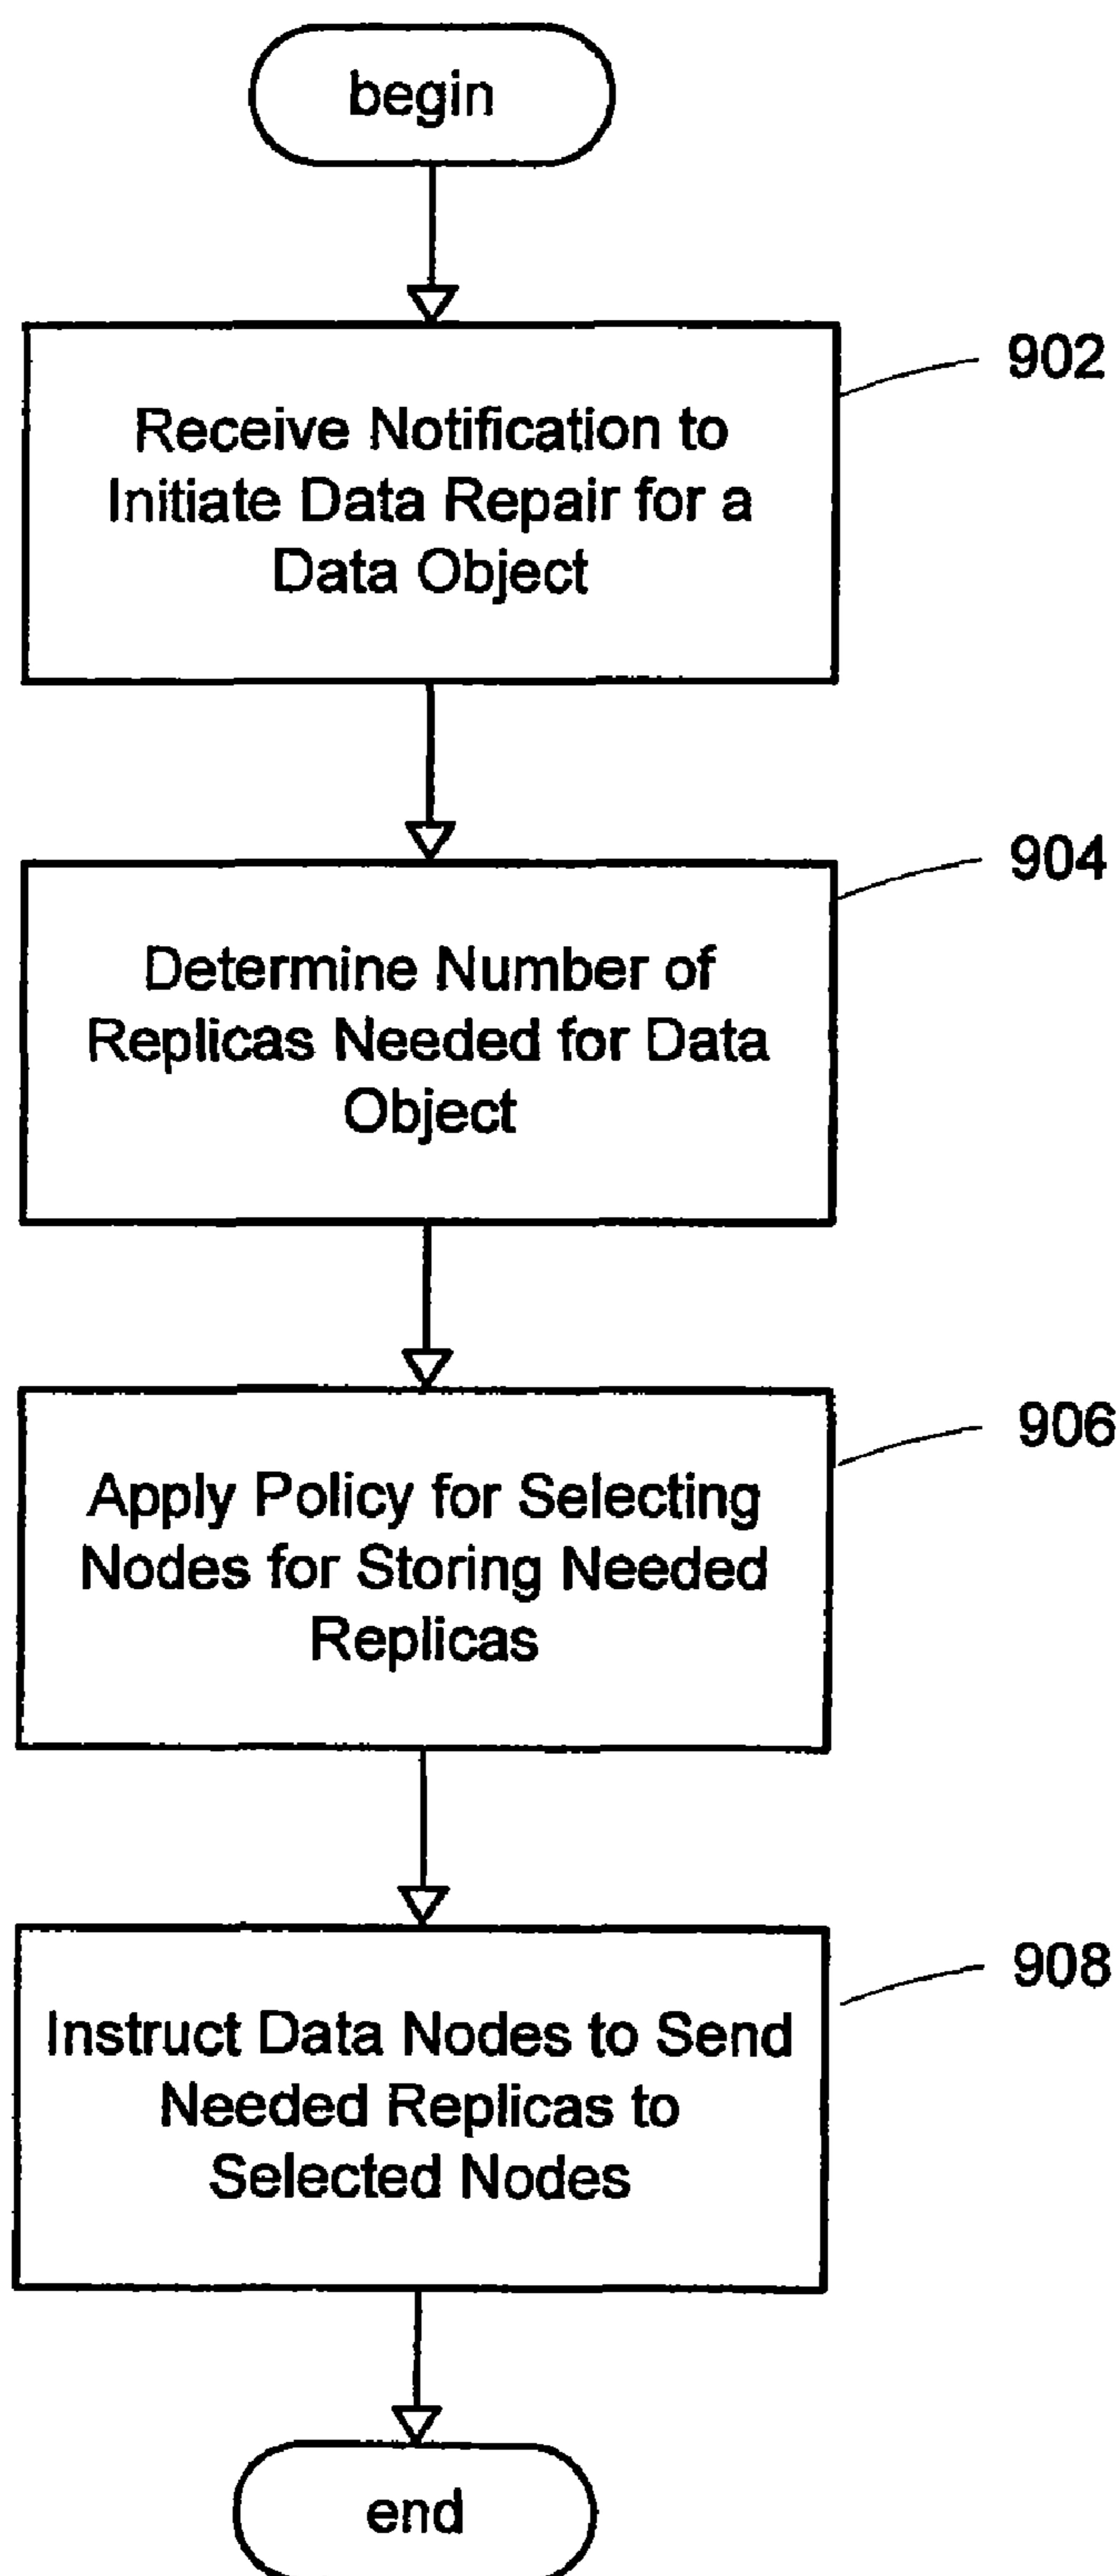 begin
902
Receive Notification to
Initiate Data Repair for a
Data Object
904
Determine Number of
Replicas Needed for Data
Object
906
Apply Policy for Selecting
Nodes for Storing Needed
Replicas
908
Instruct Data Nodes to Send
Needed Replicas to
Selected Nodes
end